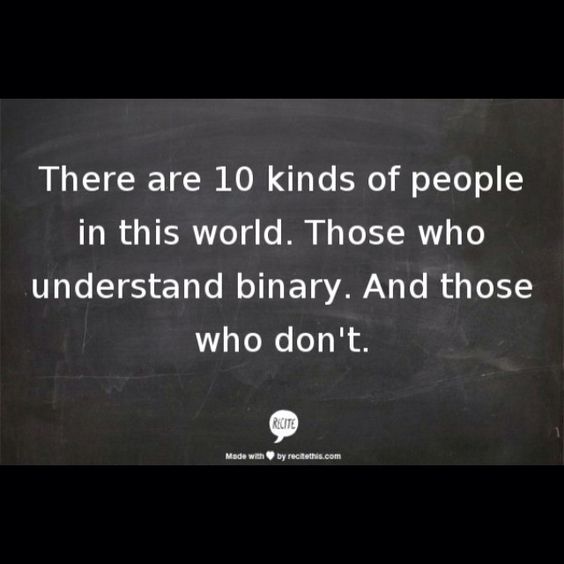 There are 10 kinds of people
in this world. Those who
understand binary. And those
who don't.
RECITE
Made with ♥ by recitethis.com